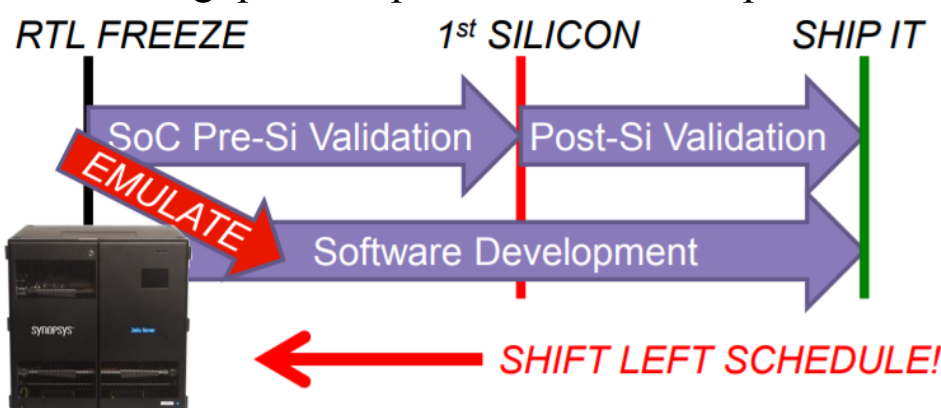 RTL FREEZE 1st SILICON SHIP IT
SoC Pre-Si Validation Post-Si Validation
EMULATE
Software Development
SYNOPSYS
SHIFT LEFT SCHEDULE!